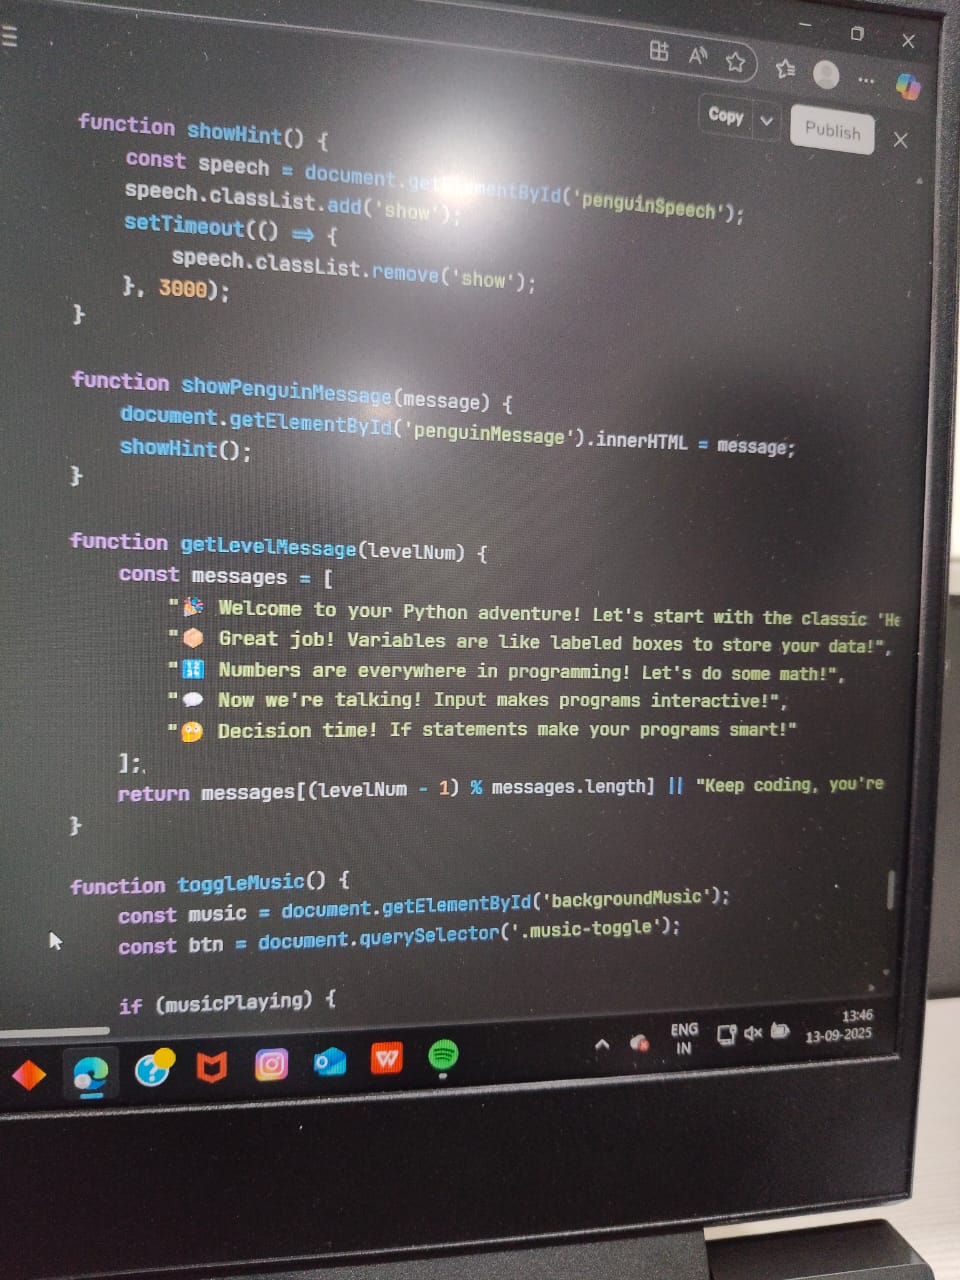 Copy
Publish
function showHint() {
const speech = document.getElementById('penguinSpeech');
speech.classList.add('show');
setTimeout(() => {
speech.classList.remove('show');
}, 3000);
}
function showPenguinMessage(message) {
document.getElementById('penguinMessage').innerHTML = message;
showHint();
}
function getLevelMessage(levelNum) {
const messages = [
"🎉 Welcome to your Python adventure! Let's start with the classic 'He
"📦 Great job! Variables are like labeled boxes to store your data!",
"🔢 Numbers are everywhere in programming! Let's do some math!",
"💬 Now we're talking! Input makes programs interactive!",
"🤔 Decision time! If statements make your programs smart!"
];
return messages[(levelNum - 1) % messages.length] || "Keep coding, you're
}
function toggleMusic() {
const music = document.getElementById('backgroundMusic');
const btn = document.querySelector('.music-toggle');
if (musicPlaying) {
ENG
IN
13:46
13-09-2025